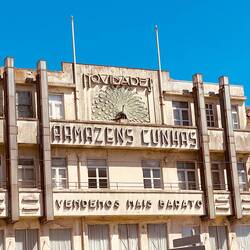 NOVIDADES
ARMAZENS CUNHAS
VENDEMOS MAIS BARATO